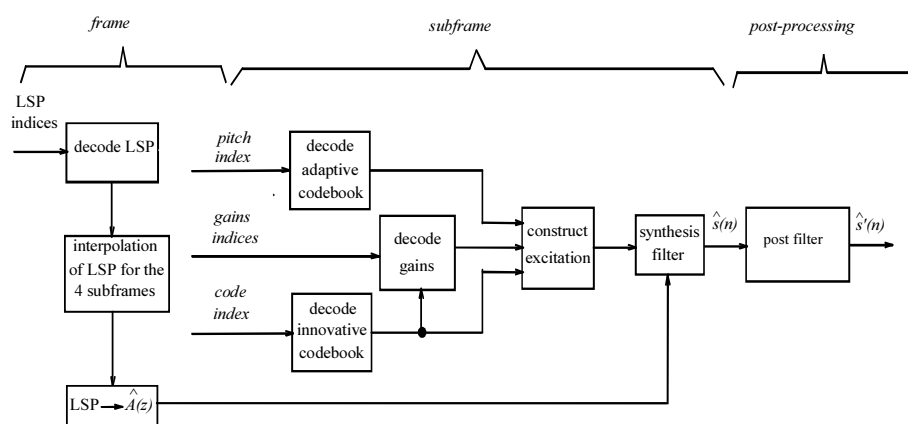 frame
subframe
post-processing
LSP
indices
decode LSP
interpolation
of LSP for the
4 subframes
LSP → Â(z)
pitch
index
decode
adaptive
codebook
gains
indices
decode
gains
code
index
decode
innovative
codebook
construct
excitation
synthesis
filter
ŝ(n)
post filter
ŝ'(n)